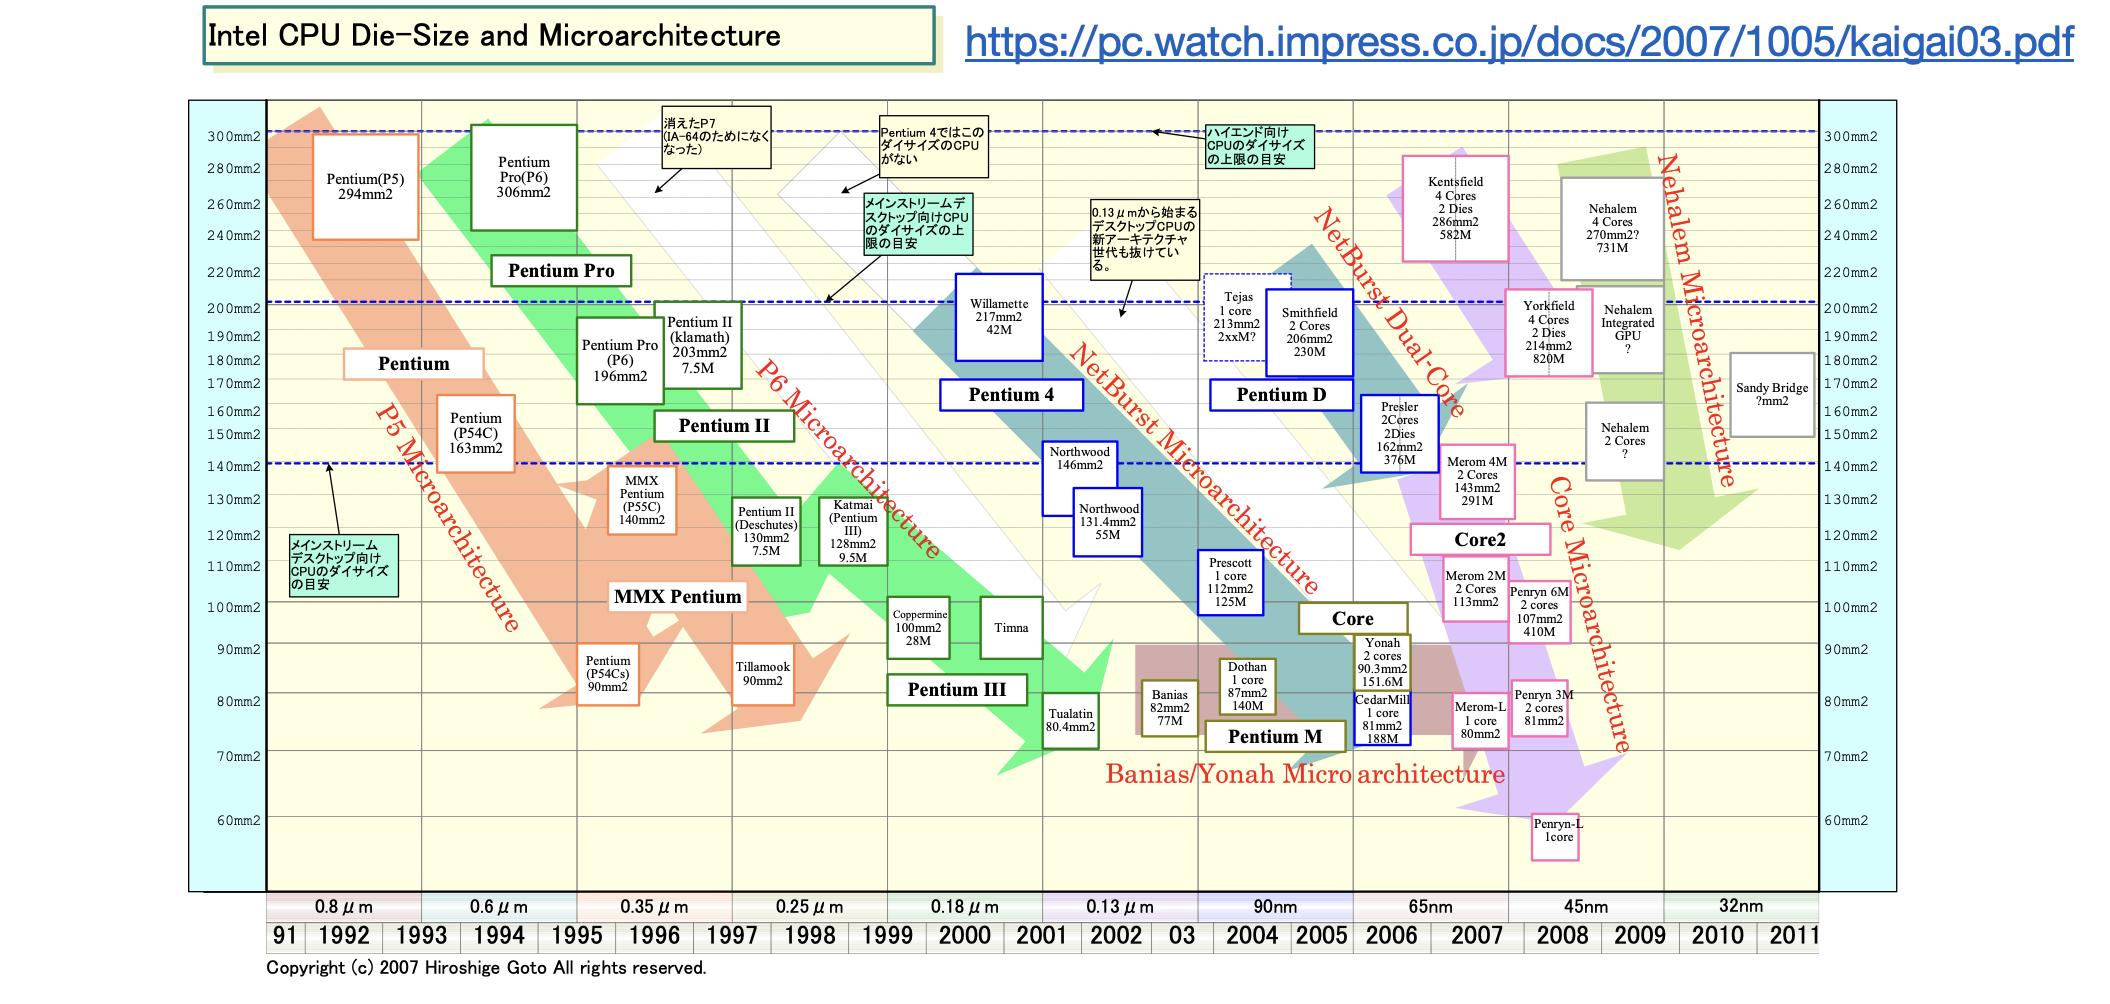 Intel CPU Die-Size and Microarchitecture
https://pc.watch.impress.co.jp/docs/2007/1005/kaigai03.pdf
300mm2
280mm2
260mm2
240mm2
220mm2
200mm2
190mm2
180mm2
170mm2
160mm2
150mm2
140mm2
130mm2
120mm2
110mm2
100mm2
90mm2
80mm2
70mm2
60mm2
Pentium(P5)
294mm2
Pentium
Pro(P6)
306mm2
消えたP7
(IA-64のためになく
なった)
Pentium 4ではこの
ダイサイズのCPU
がない
ハイエンド向け
CPUのダイサイズ
の上限の目安
メインストリームデ
スクトップ向けCPU
のダイサイズの上
限の目安
0.13μmから始まる
デスクトップCPUの
新アーキテクチャ
世代も抜けてい
る。
Pentium Pro
Pentium
Pentium
(P54C)
163mm2
P5 Microarchitecture
メインストリーム
デスクトップ向け
CPUのダイサイズ
の目安
Pentium Pro
(P6)
196mm2
Pentium II
(klamath)
203mm2
7.5M
Pentium II
MMX
Pentium
(P55C)
140mm2
MMX Pentium
Pentium
(P54Cs)
90mm2
Tillamook
90mm2
Pentium II
(Deschutes)
130mm2
7.5M
Katmai
(Pentium
III)
128mm2
9.5M
P6 Microarchitecture
Coppermine
100mm2
28M
Timna
Pentium III
Tualatin
80.4mm2
Willamette
217mm2
42M
Pentium 4
Northwood
146mm2
Northwood
131.4mm2
55M
NetBurst Microarchitecture
Prescott
1 core
112mm2
125M
Tejas
1 core
213mm2
2xxM?
Smithfield
2 Cores
206mm2
230M
Pentium D
NetBurst Dual-Core
Presler
2Cores
2Dies
162mm2
376M
Banias
82mm2
77M
Dothan
1 core
87mm2
140M
Pentium M
Banias/Yonah Microarchitecture
Core
Yonah
2 cores
90.3mm2
151.6M
CedarMill
1 core
81mm2
188M
Kentsfield
4 Cores
2 Dies
286mm2
582M
Merom 4M
2 Cores
143mm2
291M
Core2
Merom 2M
2 Cores
113mm2
Merom-L
1 core
80mm2
Yorkfield
4 Cores
2 Dies
214mm2
820M
Penryn 6M
2 cores
107mm2
410M
Penryn 3M
2 cores
81mm2
Penryn-L
1core
Core Microarchitecture
Nehalem
4 Cores
270mm2?
731M
Nehalem
Integrated
GPU
?
Nehalem
2 Cores
?
Nehalem Microarchitecture
Sandy Bridge
?mm2
300mm2
280mm2
260mm2
240mm2
220mm2
200mm2
190mm2
180mm2
170mm2
160mm2
150mm2
140mm2
130mm2
120mm2
110mm2
100mm2
90mm2
80mm2
70mm2
60mm2
0.8μm 0.6μm 0.35μm 0.25μm 0.18μm 0.13μm 90nm 65nm 45nm 32nm
91 1992 1993 1994 1995 1996 1997 1998 1999 2000 2001 2002 03 2004 2005 2006 2007 2008 2009 2010 2011
Copyright (c) 2007 Hiroshige Goto All rights reserved.